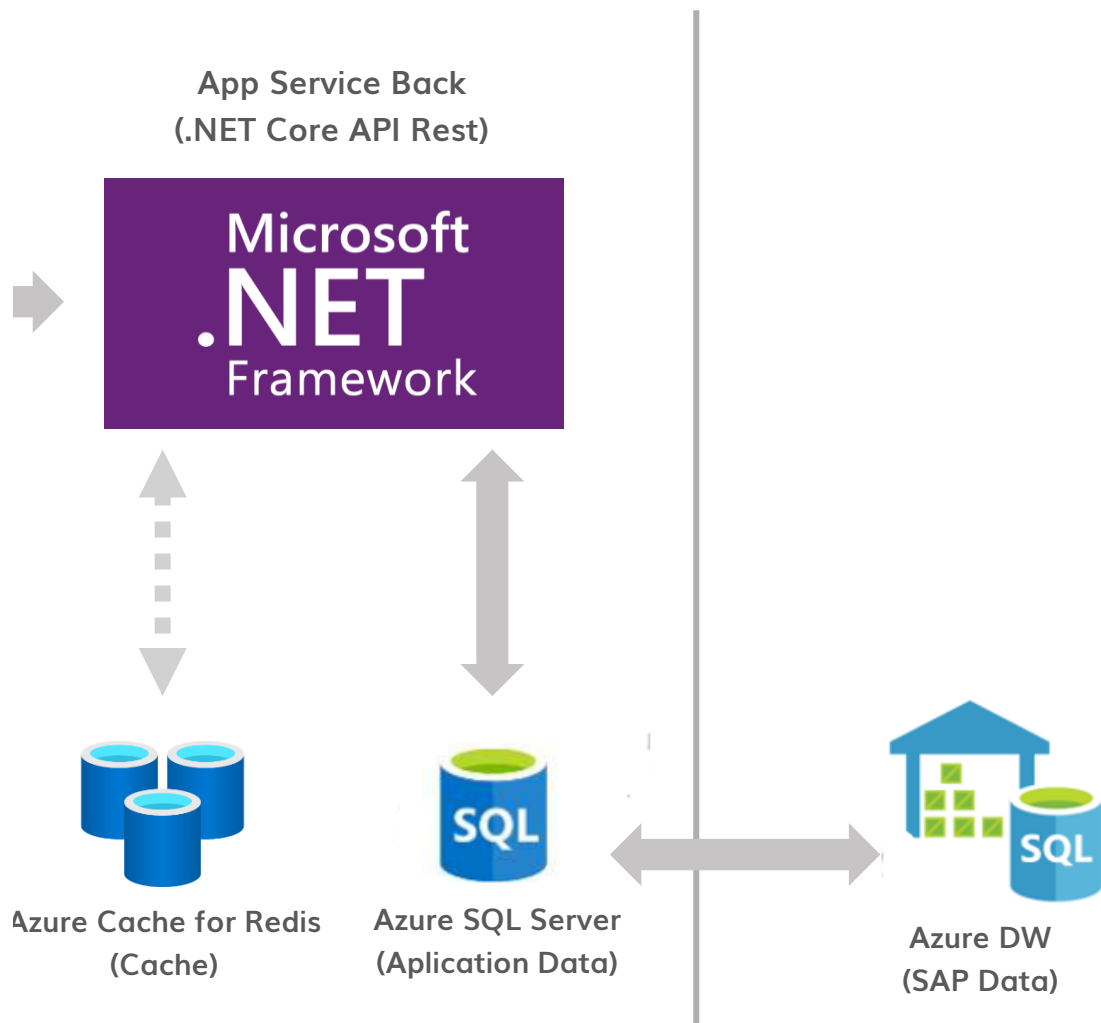 App Service Back
(.NET Core API Rest)
Microsoft
.NET
Framework
SQL
SQL
Azure Cache for Redis
(Cache)
Azure SQL Server
(Aplication Data)
Azure DW
(SAP Data)